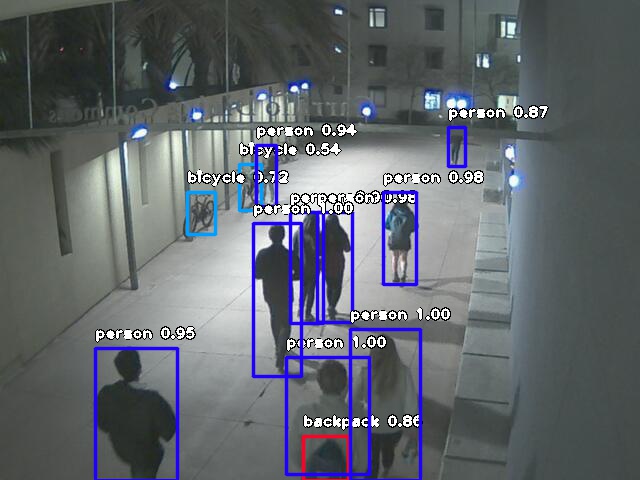 person 0.87
person 0.94
bicycle 0.54
bicycle 0.72
person 0.98
person 1.00
person 1.00
person 0.95
person 1.00
backpack 0.86